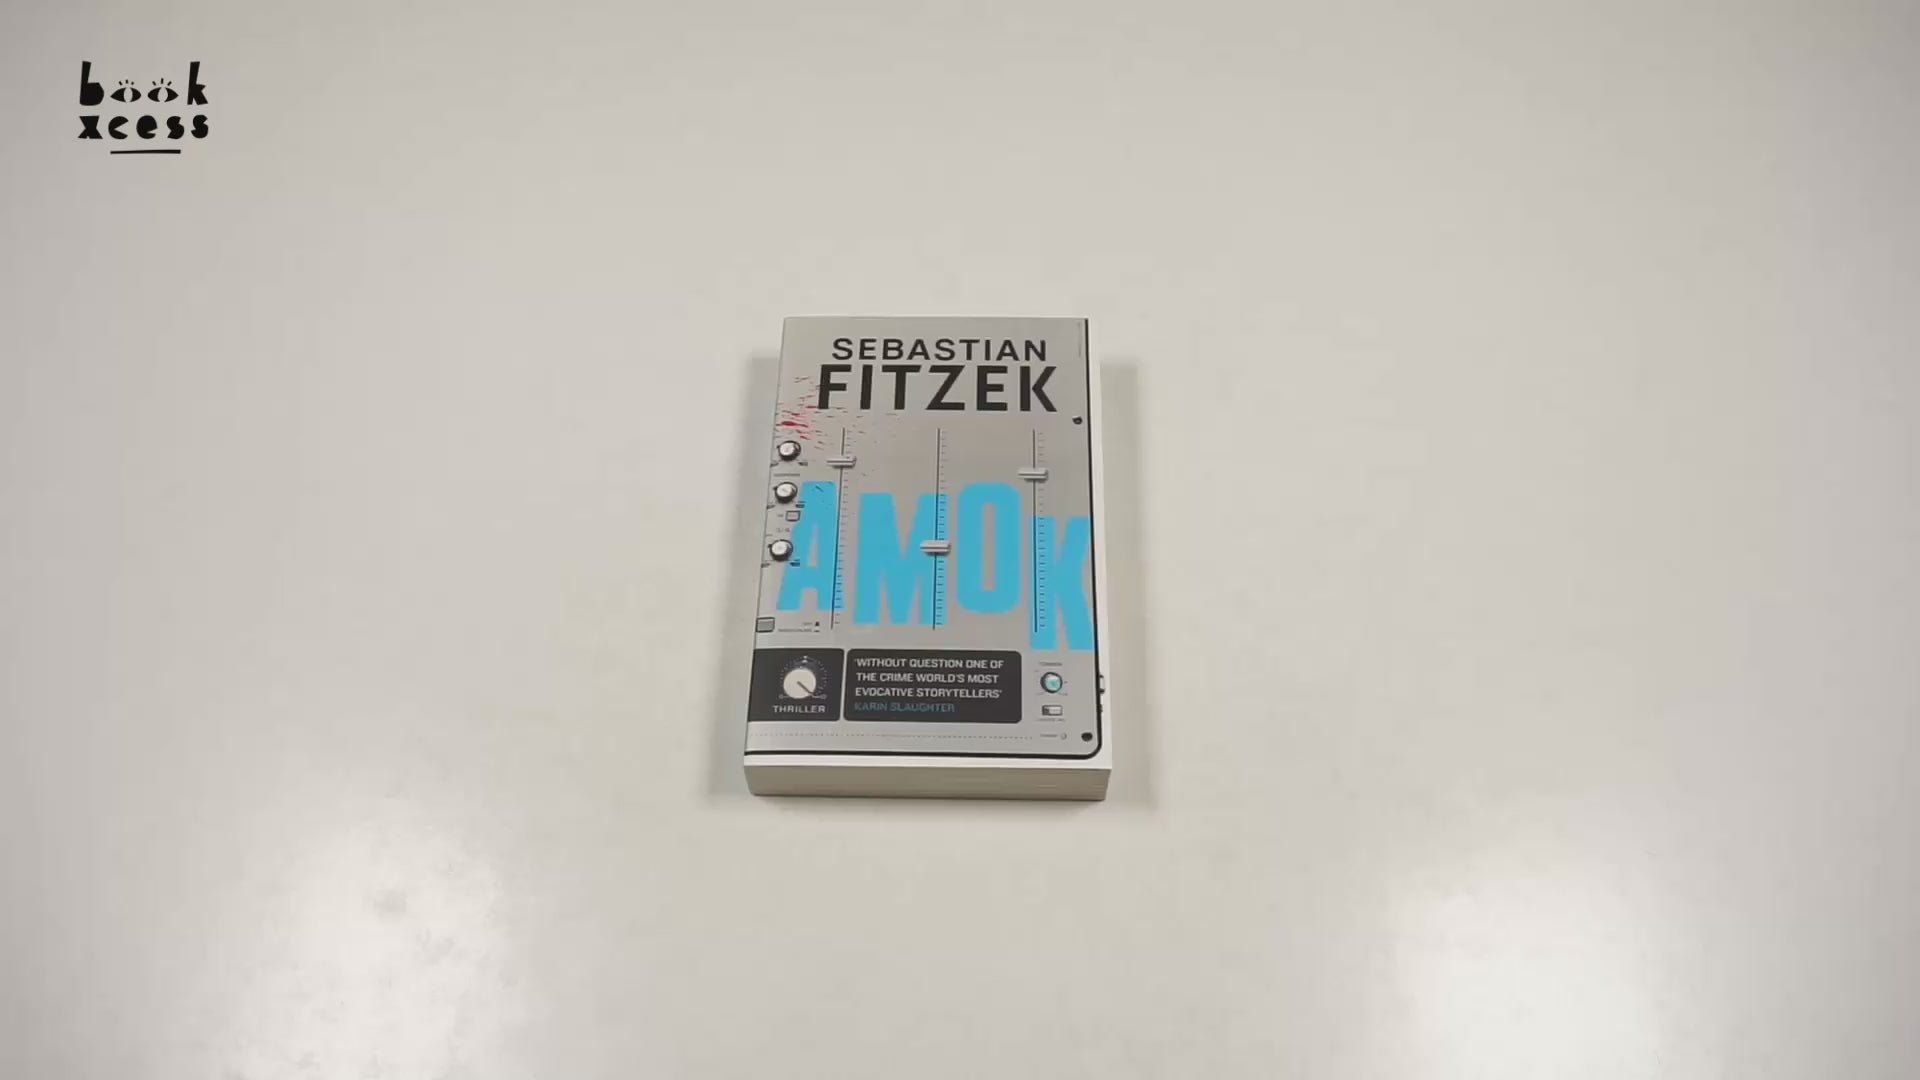 book
xcess
SEBASTIAN
FITZEK
AMOK
THRILLER
'WITHOUT QUESTION ONE OF
THE CRIME WORLD'S MOST
EVOCATIVE STORYTELLERS'
KARIN SLAUGHTER